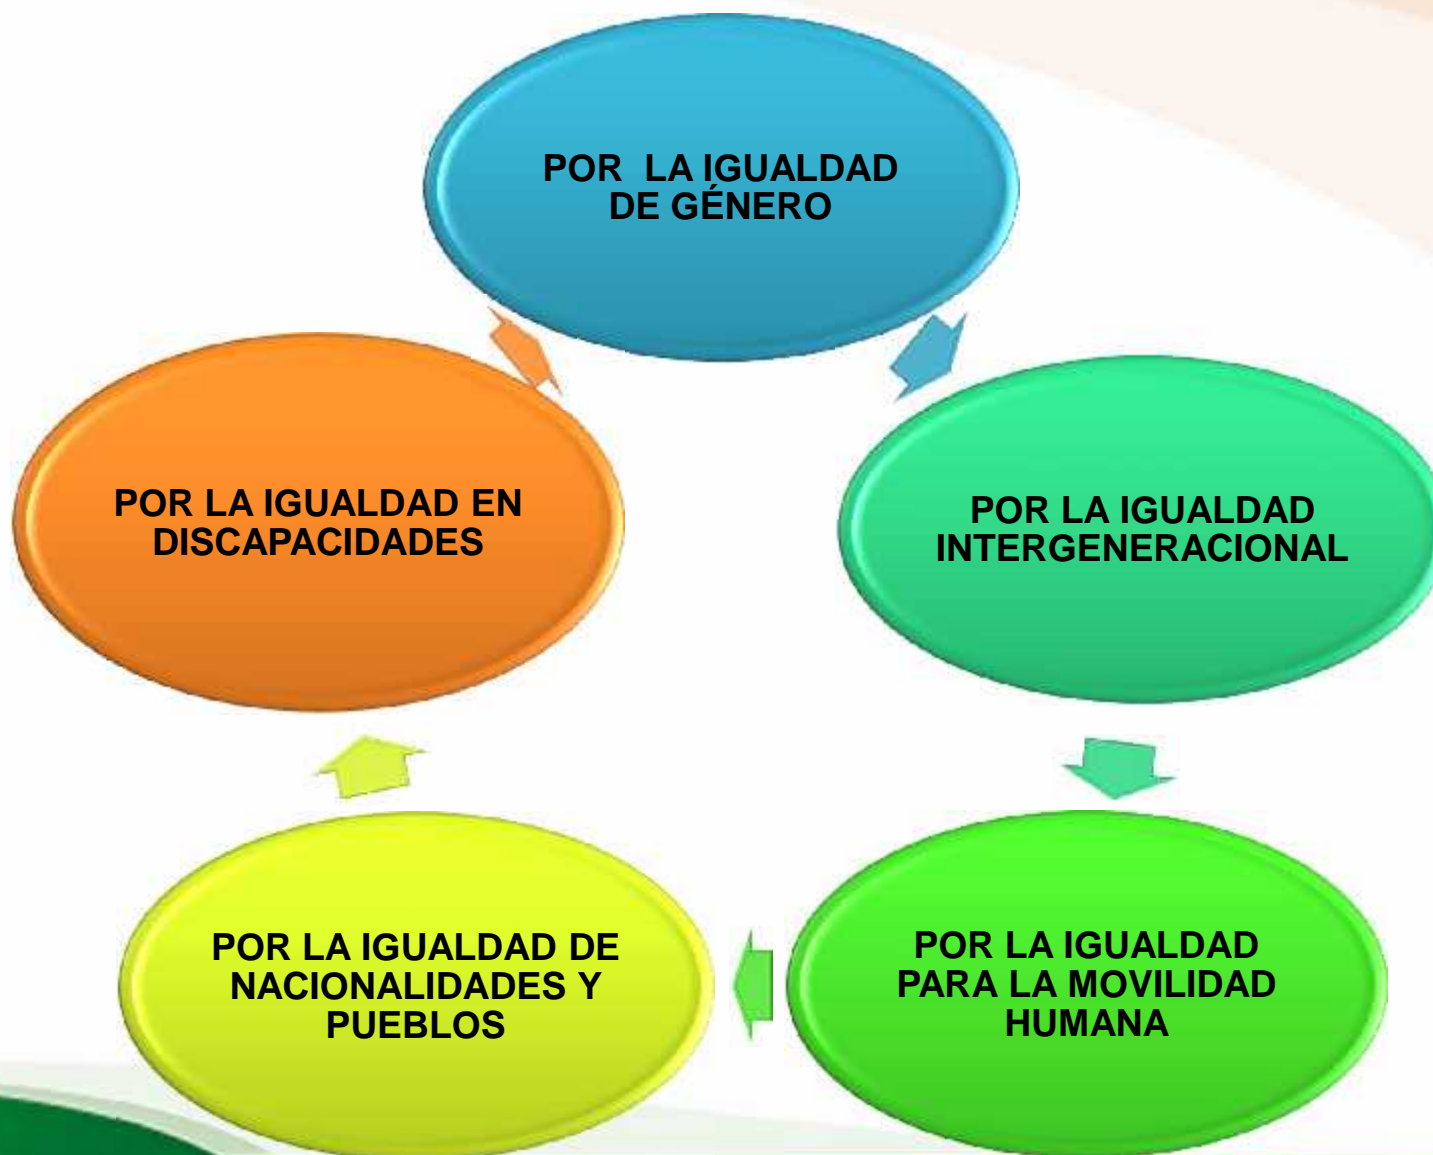 POR LA IGUALDAD
DE GÉNERO
POR LA IGUALDAD
INTERGENERACIONAL
POR LA IGUALDAD
PARA LA MOVILIDAD
HUMANA
POR LA IGUALDAD DE
NACIONALIDADES Y
PUEBLOS
POR LA IGUALDAD EN
DISCAPACIDADES